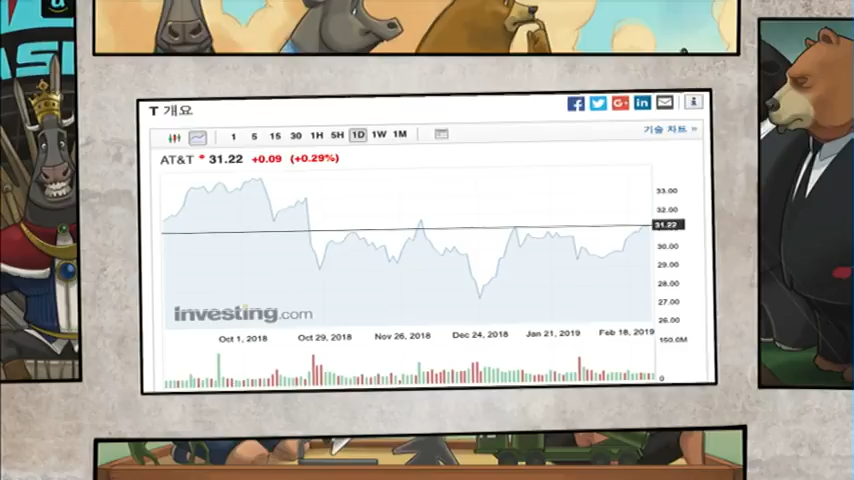 T 개요
1 5 15 30 1H 5H 1D 1W 1M
기술 차트 »
AT&T 31.22 +0.09 (+0.29%)
33.00
32.00
31.22
30.00
29.00
28.00
27.00
26.00
investing.com
Oct 1, 2018 Oct 29, 2018 Nov 26, 2018 Dec 24, 2018 Jan 21, 2019 Feb 18, 2019
150.0M
0